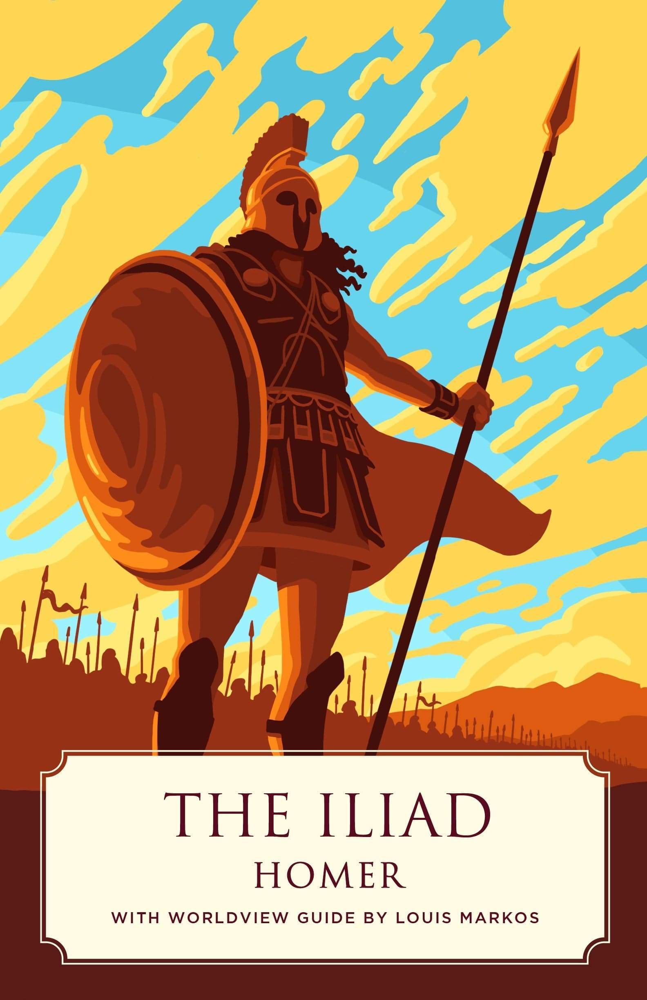 THE ILIAD
HOMER
WITH WORLDVIEW GUIDE BY LOUIS MARKOS